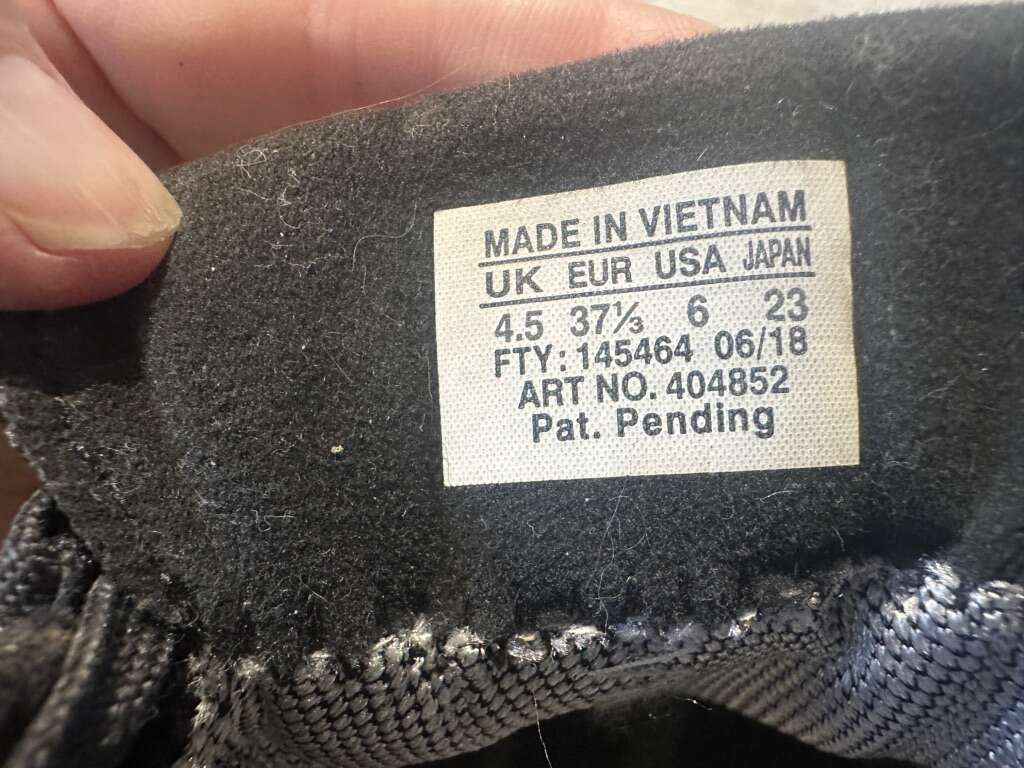 MADE IN VIETNAM
UK EUR USA JAPAN
4.5 37⅓ 6 23
FTY: 145464 06/18
ART NO. 404852
Pat. Pending